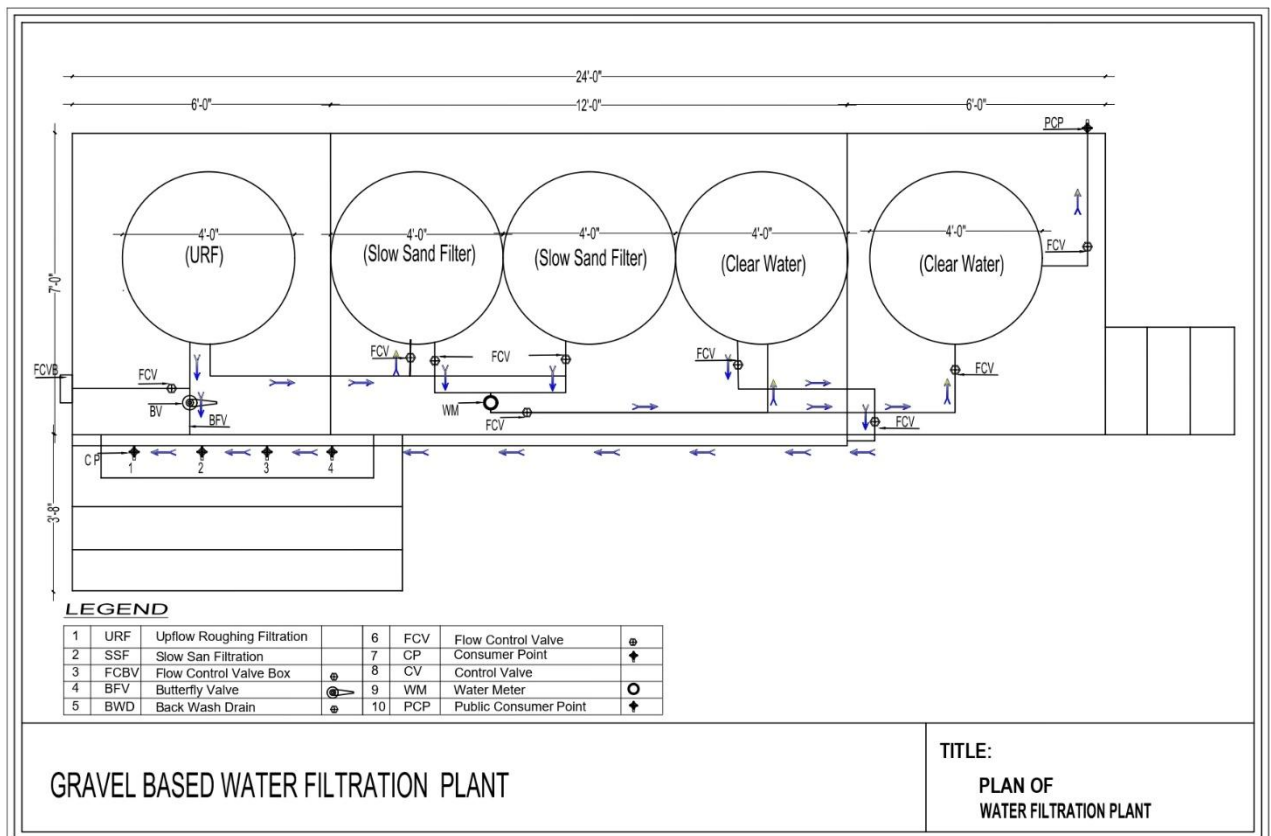 24'-0"
6'-0"
12'-0"
6'-0"
PCP
4'-0"
(URF)
4'-0"
(Slow Sand Filter)
4'-0"
(Slow Sand Filter)
4'-0"
(Clear Water)
4'-0"
(Clear Water)
FCV
7'-0"
FCV
FCV
FCV
FCVB
FCV
FCV
BV
BFV
WM
FCV
FCV
C P
1
2
3
4
3'-8"
LEGEND
1 URF Upflow Roughing Filtration 6 FCV Flow Control Valve
2 SSF Slow San Filtration 7 CP Consumer Point
3 FCBV Flow Control Valve Box 8 CV Control Valve
4 BFV Butterfly Valve 9 WM Water Meter
5 BWD Back Wash Drain 10 PCP Public Consumer Point
GRAVEL BASED WATER FILTRATION PLANT
TITLE:
PLAN OF
WATER FILTRATION PLANT